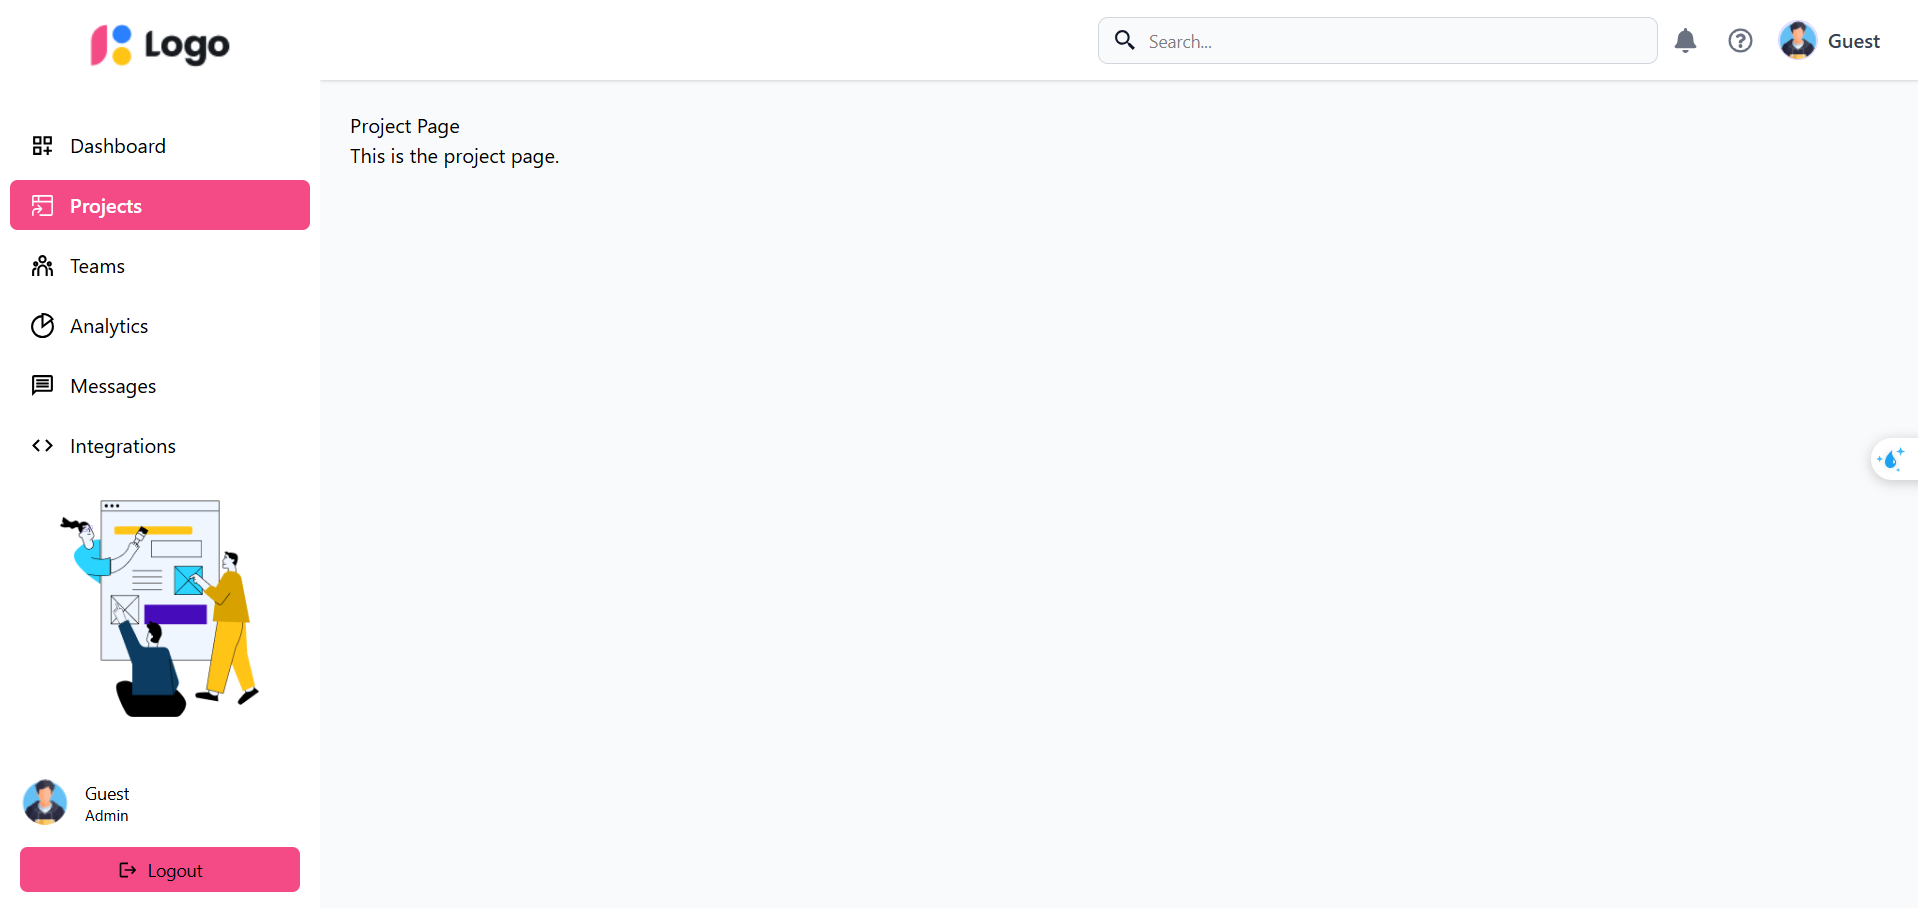 Logo
Search...
Guest
Dashboard
Projects
Teams
Analytics
Messages
Integrations
Project Page
This is the project page.
Guest
Admin
Logout